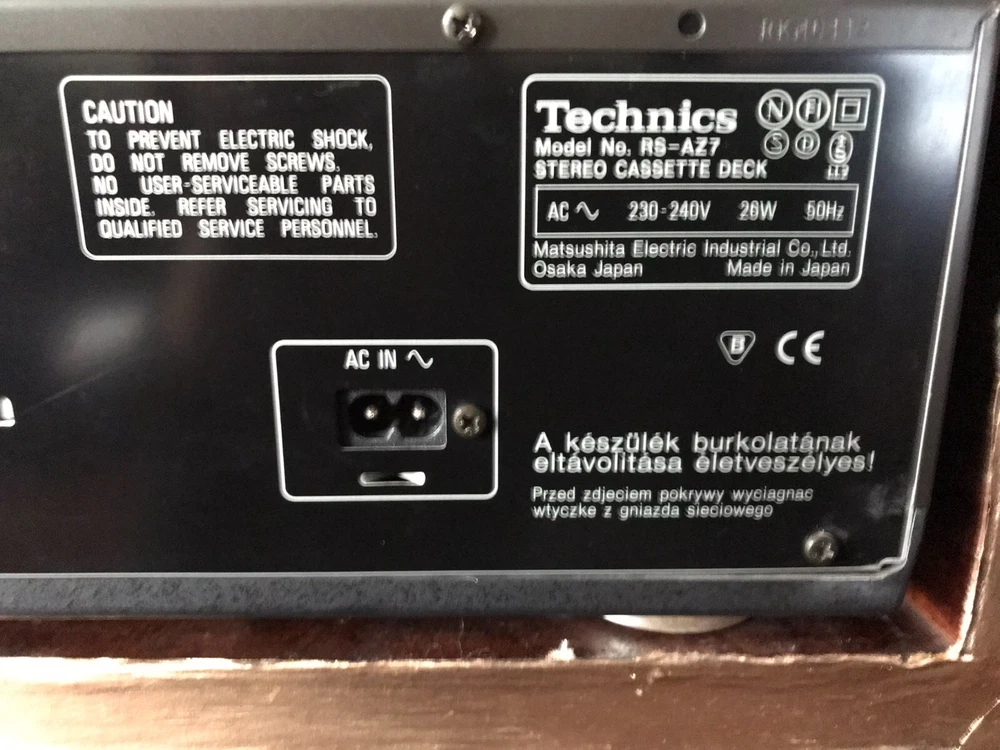 CAUTION
TO PREVENT ELECTRIC SHOCK,
DO NOT REMOVE SCREWS.
NO USER-SERVICEABLE PARTS
INSIDE. REFER SERVICING TO
QUALIFIED SERVICE PERSONNEL.
Technics
Model No. RS-AZ7
STEREO CASSETTE DECK
N
S D
AC ∿ 230-240V 26W 50Hz
Matsushita Electric Industrial Co., Ltd.
Osaka Japan Made in Japan
B CE
AC IN ∿
A készülék burkolatának
eltávolitása életveszélyes!
Przed zdjeciem pokrywy wyciagnac
wtyczke z gniazda sieciowego